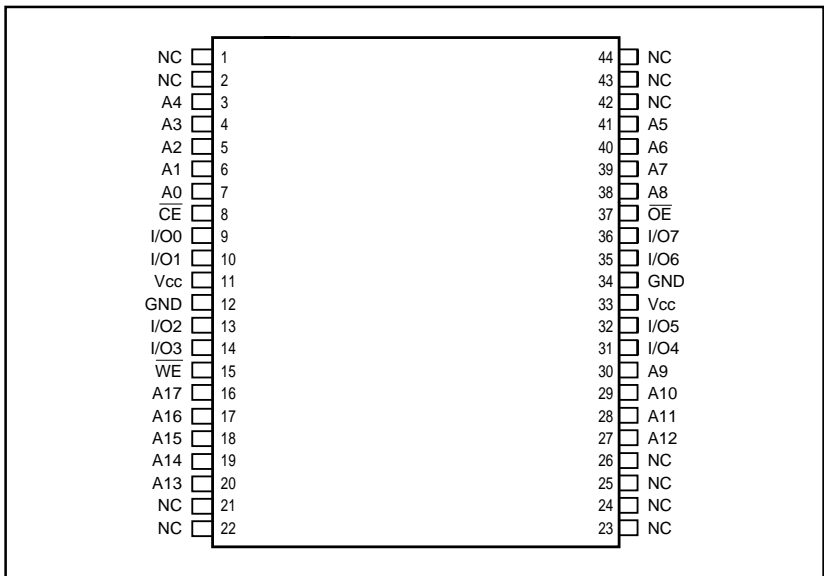 NC 1 44 NC
NC 2 43 NC
A4 3 42 NC
A3 4 41 A5
A2 5 40 A6
A1 6 39 A7
A0 7 38 A8
C̅E̅ 8 37 O̅E̅
I/O0 9 36 I/O7
I/O1 10 35 I/O6
Vcc 11 34 GND
GND 12 33 Vcc
I/O2 13 32 I/O5
I/O3 14 31 I/O4
W̅E̅ 15 30 A9
A17 16 29 A10
A16 17 28 A11
A15 18 27 A12
A14 19 26 NC
A13 20 25 NC
NC 21 24 NC
NC 22 23 NC